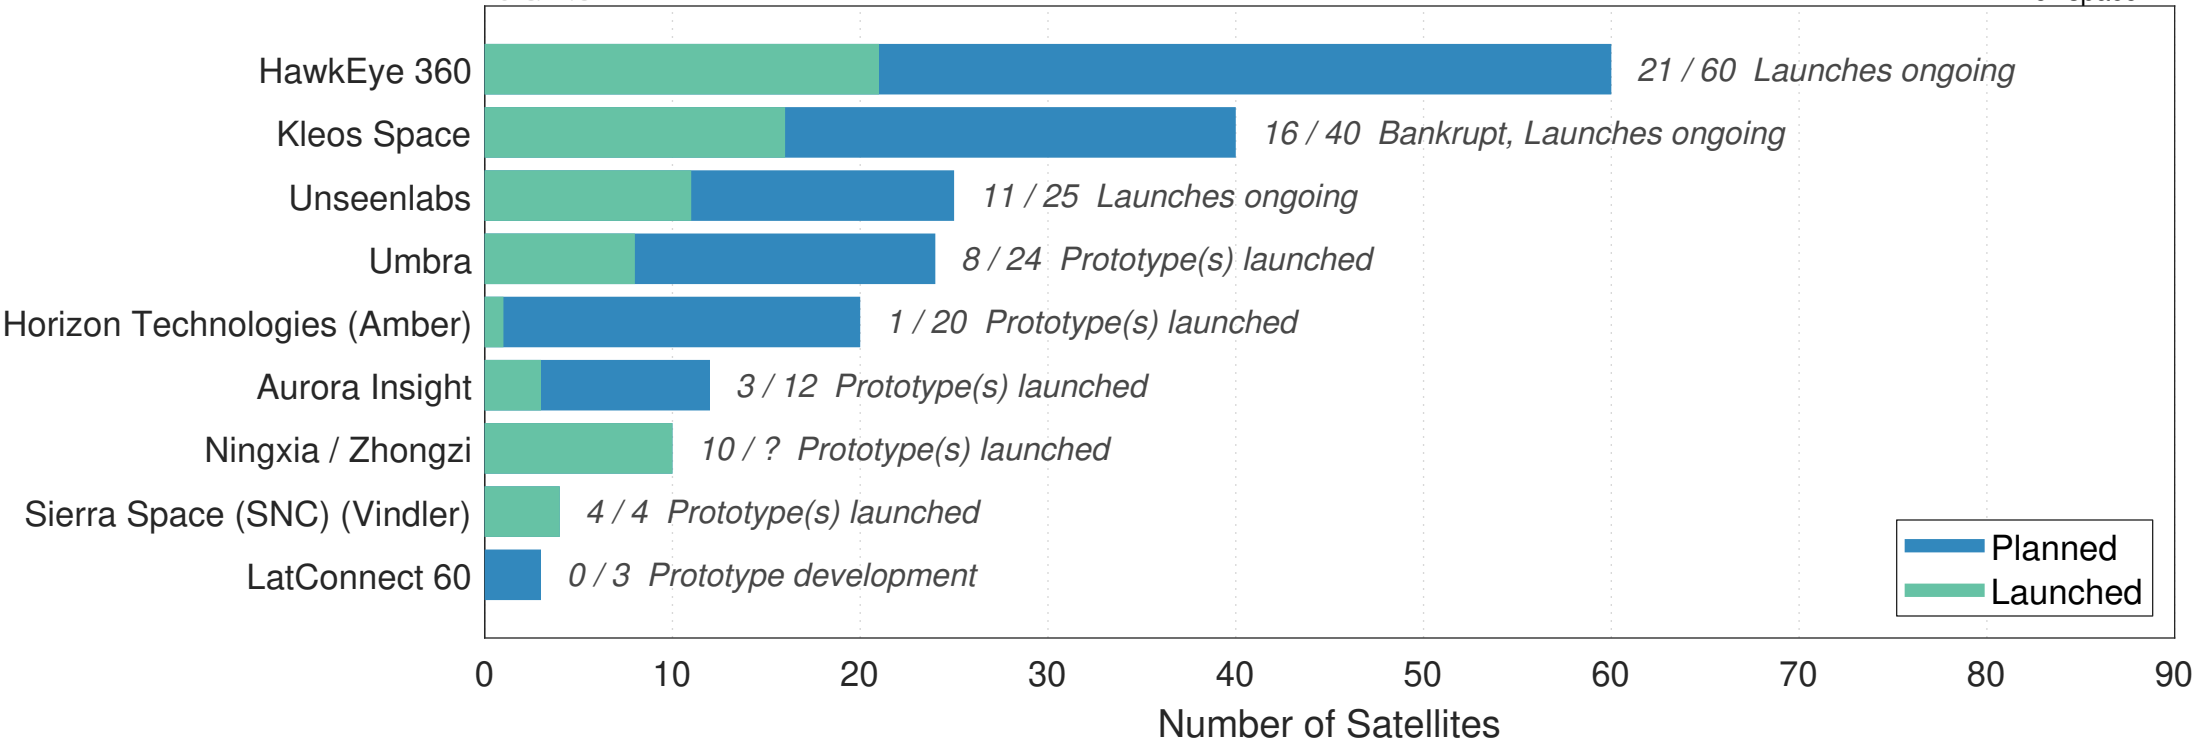 HawkEye 360 21 / 60 Launches ongoing
Kleos Space 16 / 40 Bankrupt, Launches ongoing
Unseenlabs 11 / 25 Launches ongoing
Umbra 8 / 24 Prototype(s) launched
Horizon Technologies (Amber) 1 / 20 Prototype(s) launched
Aurora Insight 3 / 12 Prototype(s) launched
Ningxia / Zhongzi 10 / ? Prototype(s) launched
Sierra Space (SNC) (Vindler) 4 / 4 Prototype(s) launched
LatConnect 60 0 / 3 Prototype development
Planned
Launched
0 10 20 30 40 50 60 70 80 90
Number of Satellites